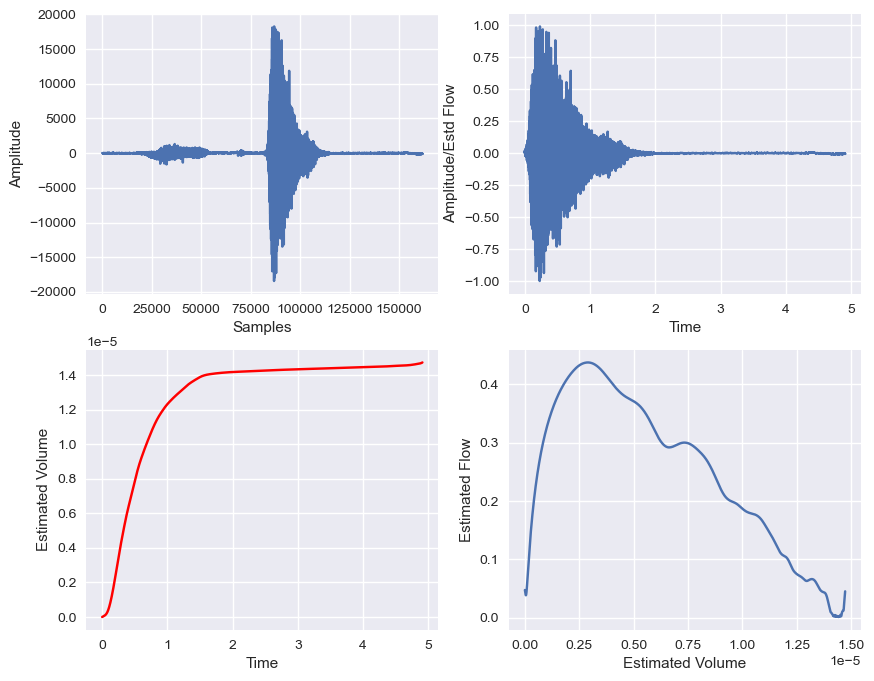 20000
15000
10000
5000
0
−5000
−10000
−15000
−20000
Amplitude
0 25000 50000 75000 100000 125000 150000
Samples
1.00
0.75
0.50
0.25
0.00
−0.25
−0.50
−0.75
−1.00
Amplitude/Estd Flow
0 1 2 3 4 5
Time
1e−5
1.4
1.2
1.0
0.8
0.6
0.4
0.2
0.0
Estimated Volume
0 1 2 3 4 5
Time
0.4
0.3
0.2
0.1
0.0
Estimated Flow
0.00 0.25 0.50 0.75 1.00 1.25 1.50
Estimated Volume
1e−5